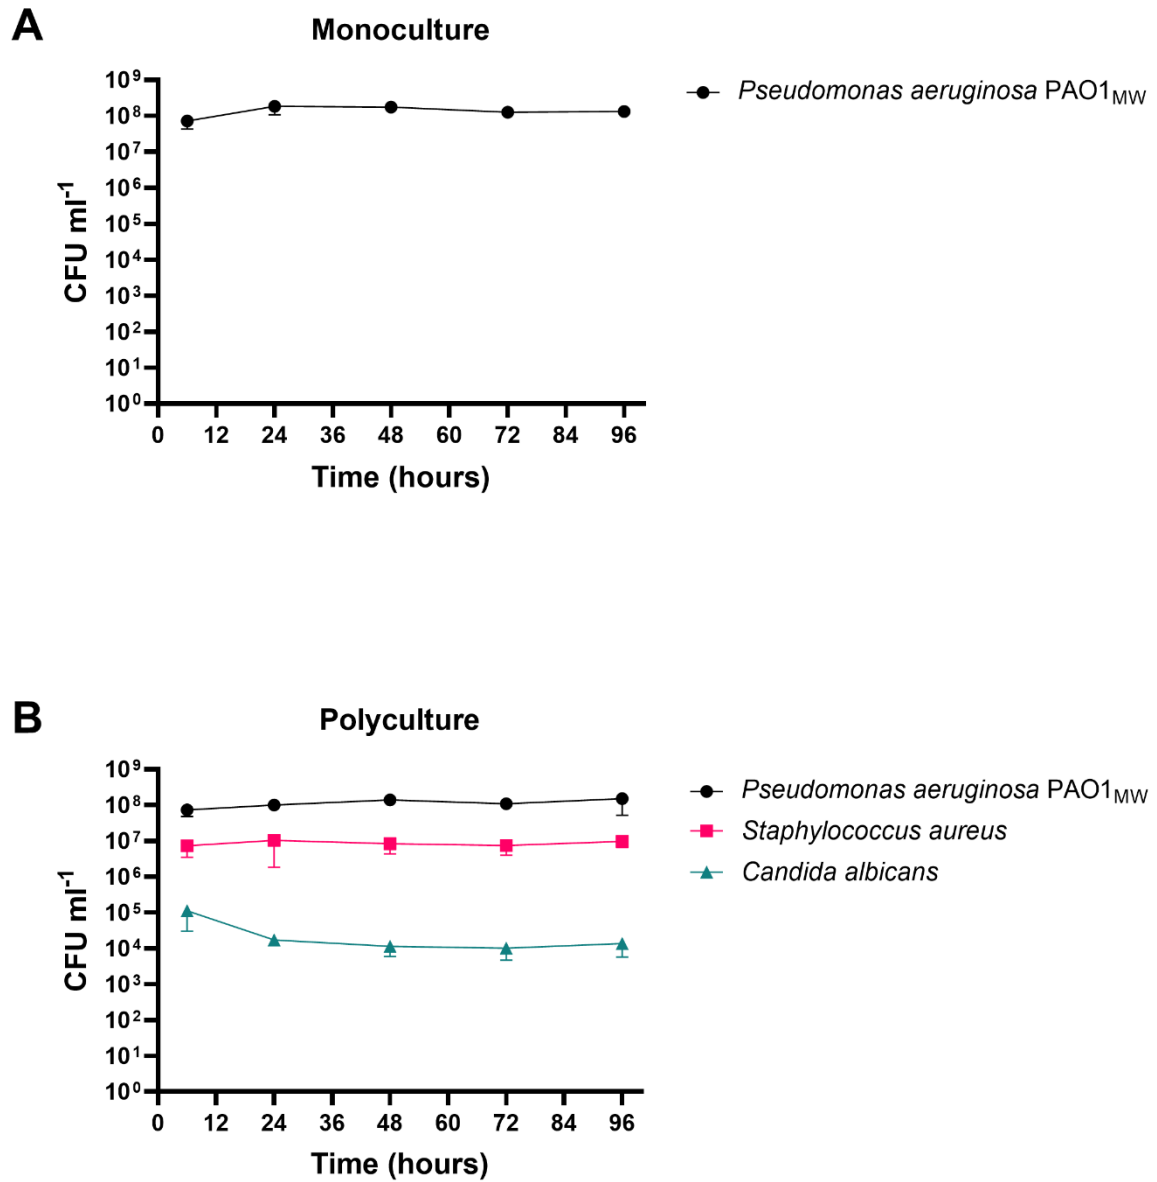 A
Monoculture
CFU ml⁻¹
10⁹
10⁸
10⁷
10⁶
10⁵
10⁴
10³
10²
10¹
10⁰
0 12 24 36 48 60 72 84 96
Time (hours)
Pseudomonas aeruginosa PAO1MW
B
Polyculture
CFU ml⁻¹
10⁹
10⁸
10⁷
10⁶
10⁵
10⁴
10³
10²
10¹
10⁰
0 12 24 36 48 60 72 84 96
Time (hours)
Pseudomonas aeruginosa PAO1MW
Staphylococcus aureus
Candida albicans